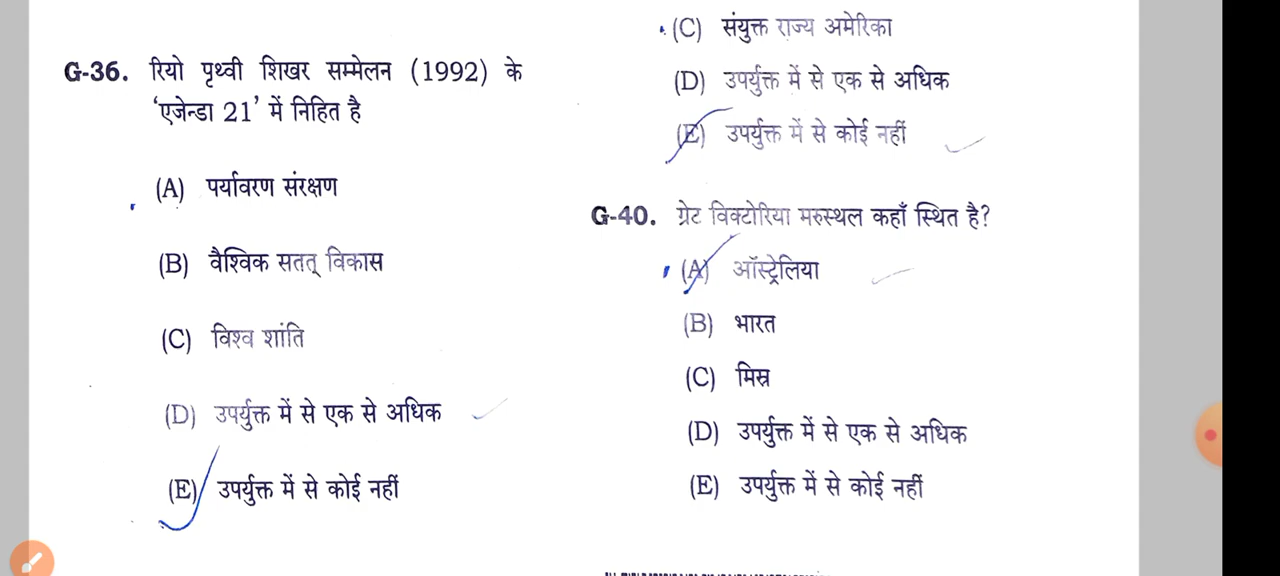 G-36. रियो पृथ्वी शिखर सम्मेलन (1992) के
‘एजेन्डा 21’ में निहित है
(A) पर्यावरण संरक्षण
(B) वैश्विक सतत् विकास
(C) विश्व शांति
(D) उपर्युक्त में से एक से अधिक
(E) उपर्युक्त में से कोई नहीं
(C) संयुक्त राज्य अमेरिका
(D) उपर्युक्त में से एक से अधिक
(E) उपर्युक्त में से कोई नहीं
G-40. ग्रेट विक्टोरिया मरुस्थल कहाँ स्थित है?
(A) ऑस्ट्रेलिया
(B) भारत
(C) मिस्र
(D) उपर्युक्त में से एक से अधिक
(E) उपर्युक्त में से कोई नहीं